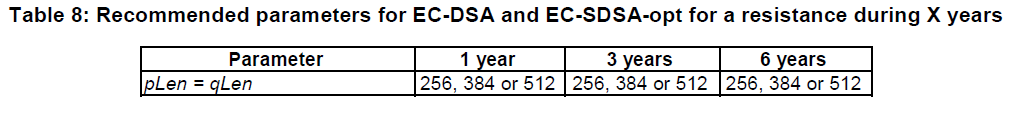 Table 8: Recommended parameters for EC-DSA and EC-SDSA-opt for a resistance during X years
Parameter 1 year 3 years 6 years
pLen = qLen 256, 384 or 512 256, 384 or 512 256, 384 or 512